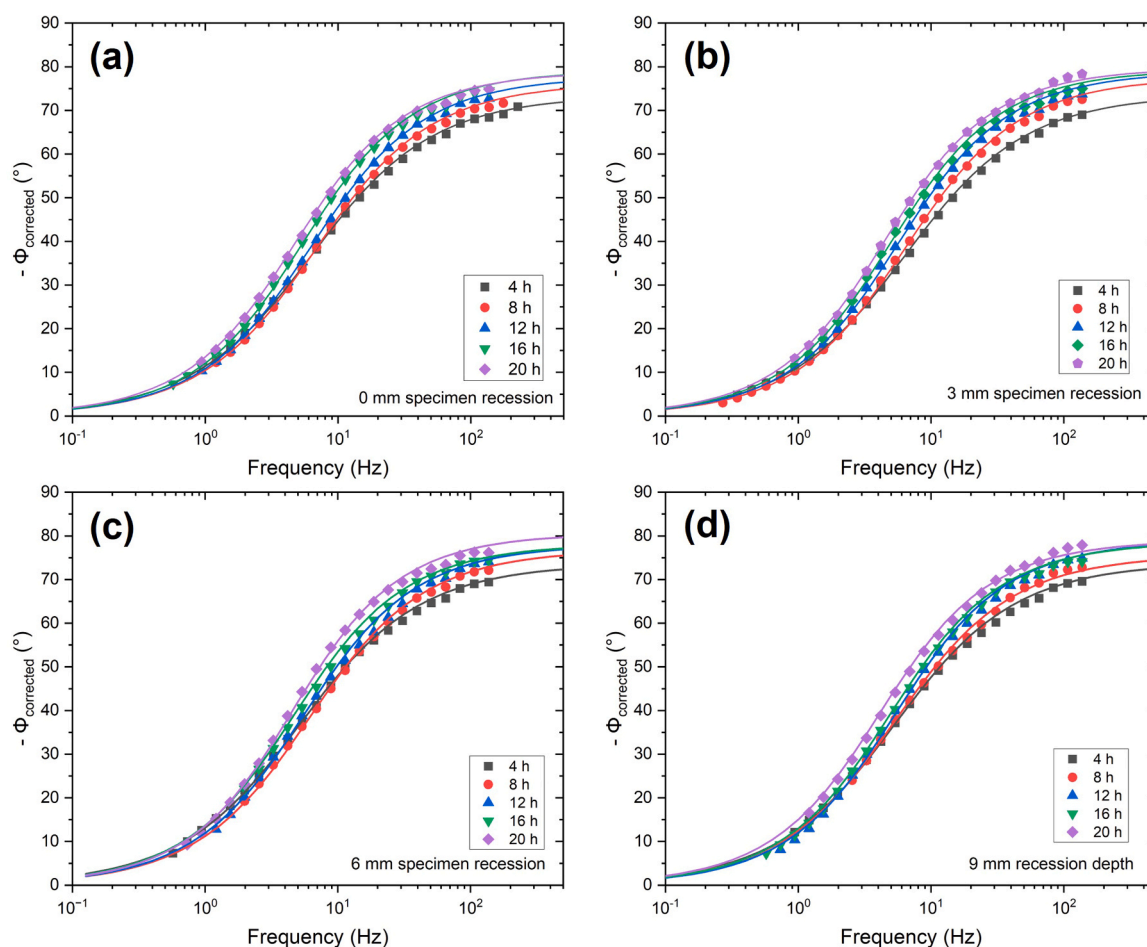 (a)
90
80
70
60
50
40
30
20
10
0
- Φcorrected (°)
4 h
8 h
12 h
16 h
20 h
0 mm specimen recession
10⁻¹ 10⁰ 10¹ 10²
Frequency (Hz)
(b)
90
80
70
60
50
40
30
20
10
0
- Φcorrected (°)
4 h
8 h
12 h
16 h
20 h
3 mm specimen recession
10⁻¹ 10⁰ 10¹ 10²
Frequency (Hz)
(c)
90
80
70
60
50
40
30
20
10
0
- Φcorrected (°)
4 h
8 h
12 h
16 h
20 h
6 mm specimen recession
10⁻¹ 10⁰ 10¹ 10²
Frequency (Hz)
(d)
90
80
70
60
50
40
30
20
10
0
- Φcorrected (°)
4 h
8 h
12 h
16 h
20 h
9 mm recession depth
10⁻¹ 10⁰ 10¹ 10²
Frequency (Hz)